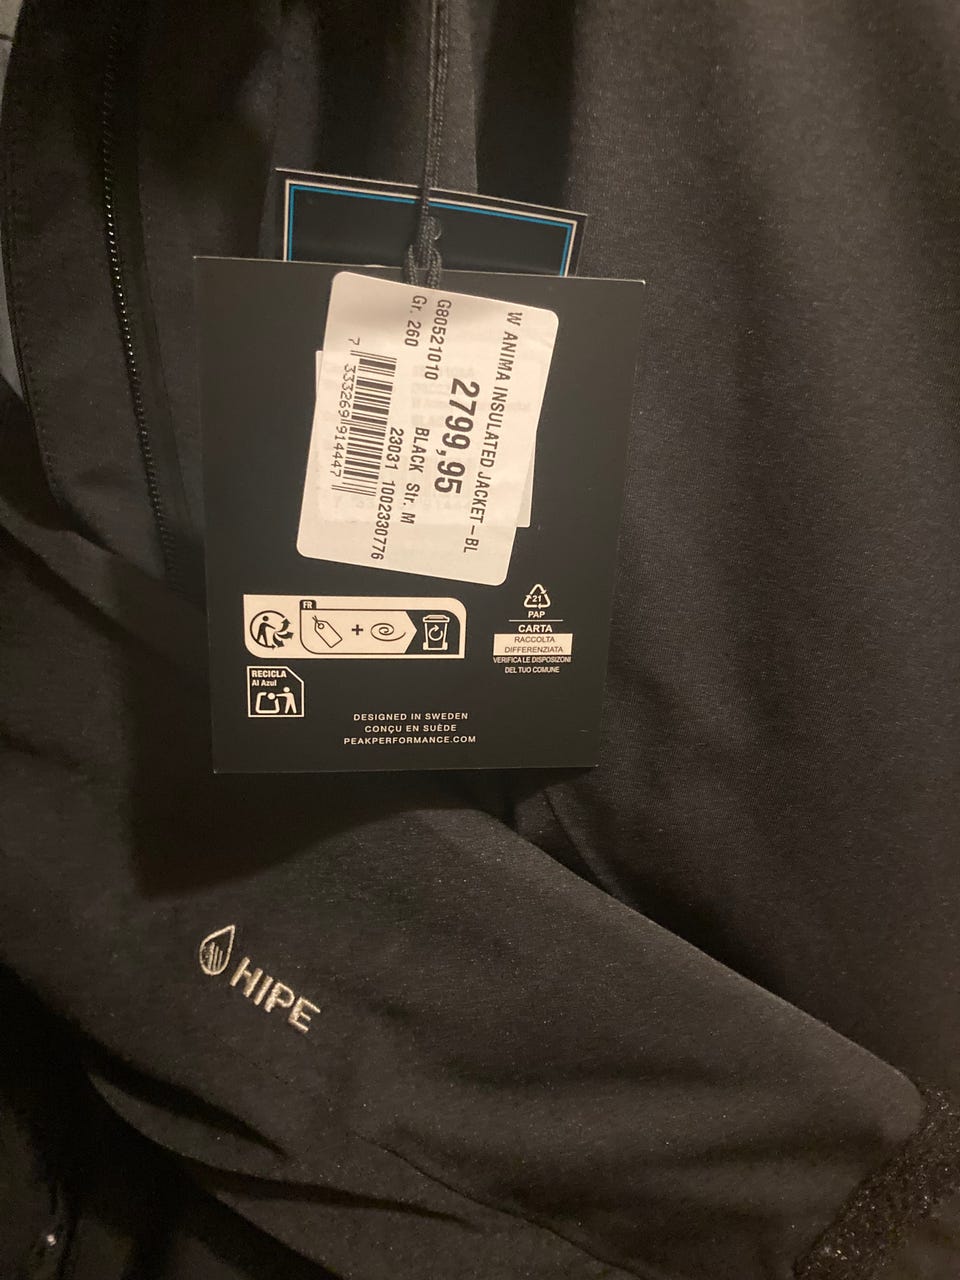 W ANIMA INSULATED JACKET-BL
2799,95
G80521010 BLACK Str. M
Gr. 260 23031 1002330776
7 333269 914447
FR
+
RECICLA
Al Azul
21
PAP
CARTA
RACCOLTA
DIFFERENZIATA
VERIFICA LE DISPOSIZIONI
DEL TUO COMUNE
DESIGNED IN SWEDEN
CONÇU EN SUÈDE
PEAKPERFORMANCE.COM
HIPE